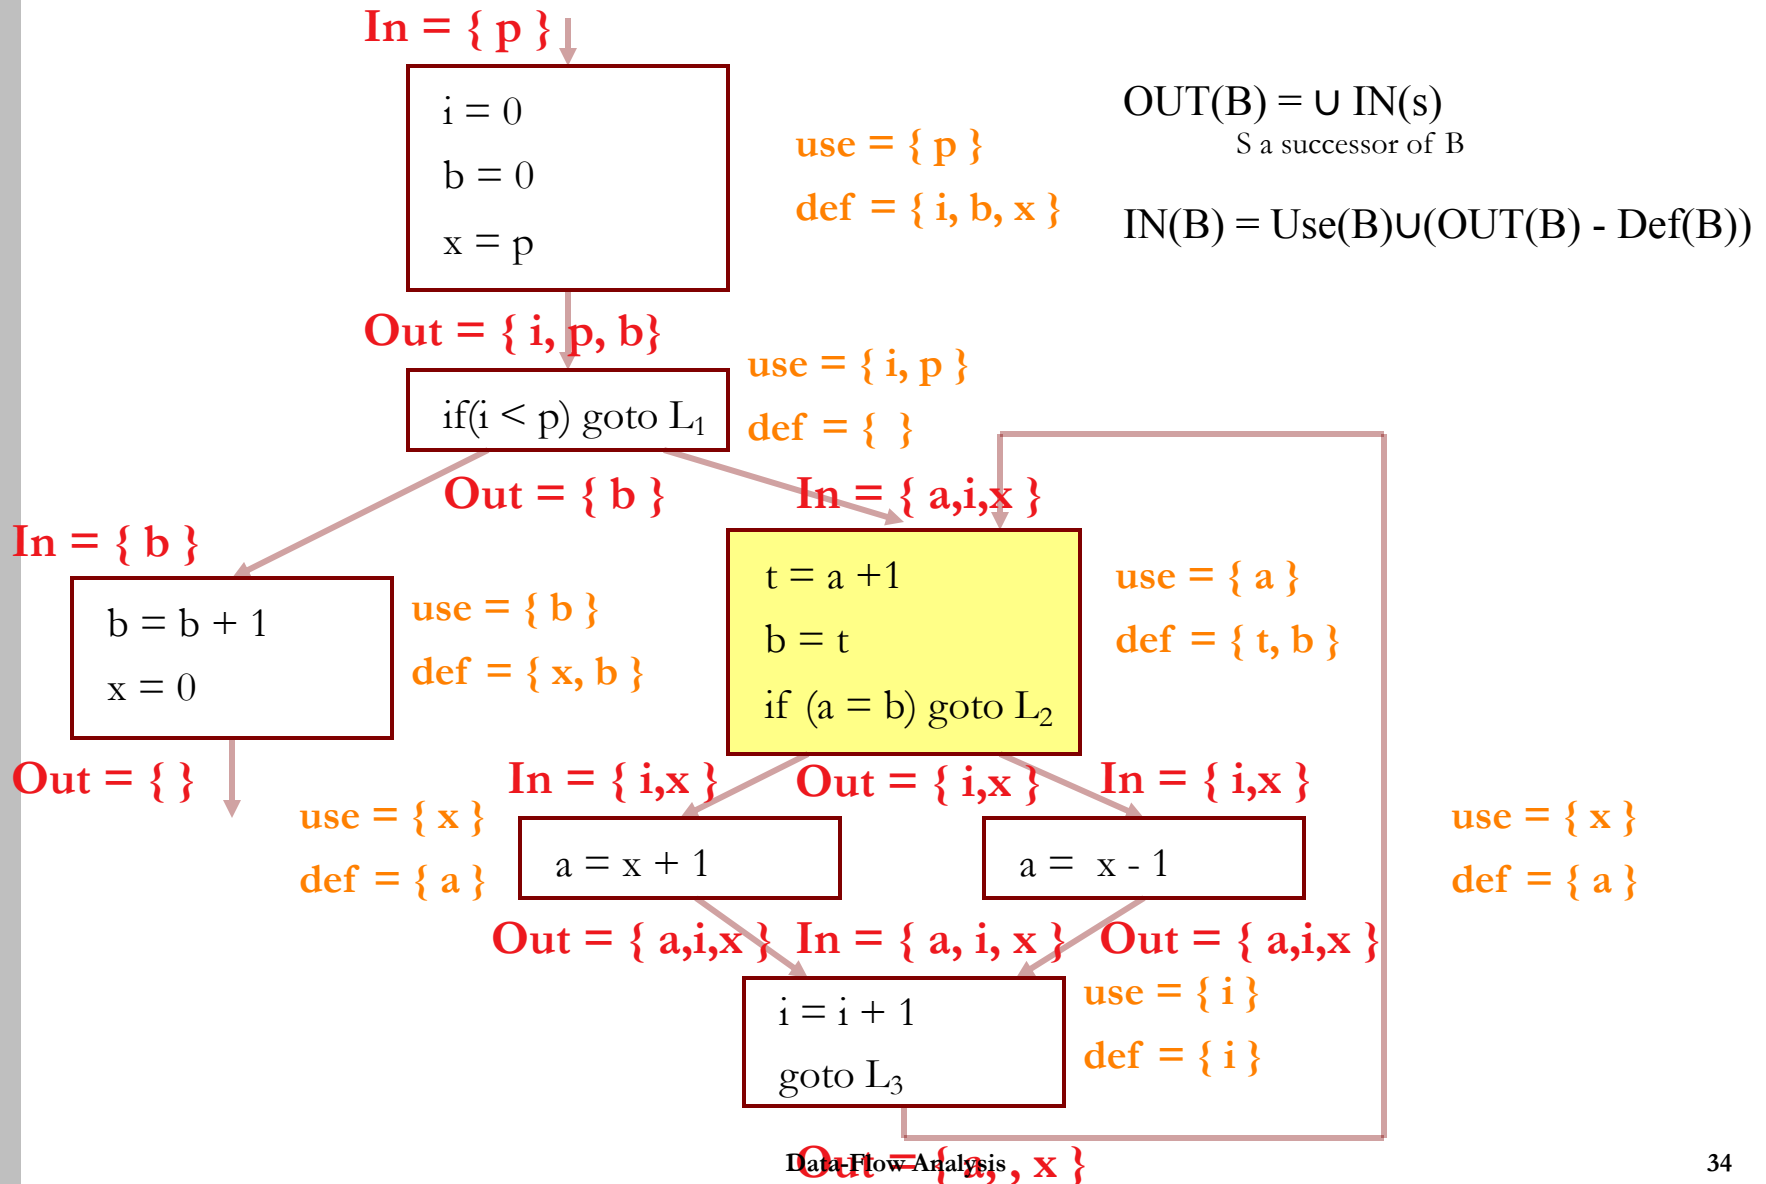 In = { p }
i = 0
b = 0
x = p
use = { p }
def = { i, b, x }
OUT(B) = ∪ IN(s)
S a successor of B
IN(B) = Use(B)∪(OUT(B) - Def(B))
Out = { i, p, b}
if(i < p) goto L₁
use = { i, p }
def = { }
Out = { b }
In = { a,i,x }
In = { b }
b = b + 1
x = 0
use = { b }
def = { x, b }
t = a +1
b = t
if (a = b) goto L₂
use = { a }
def = { t, b }
Out = { }
In = { i,x }
Out = { i,x }
In = { i,x }
use = { x }
def = { a }
a = x + 1
a = x - 1
use = { x }
def = { a }
Out = { a,i,x }
In = { a, i, x }
Out = { a,i,x }
i = i + 1
goto L₃
use = { i }
def = { i }
Out = { a, , x }
Data-Flow Analysis
34